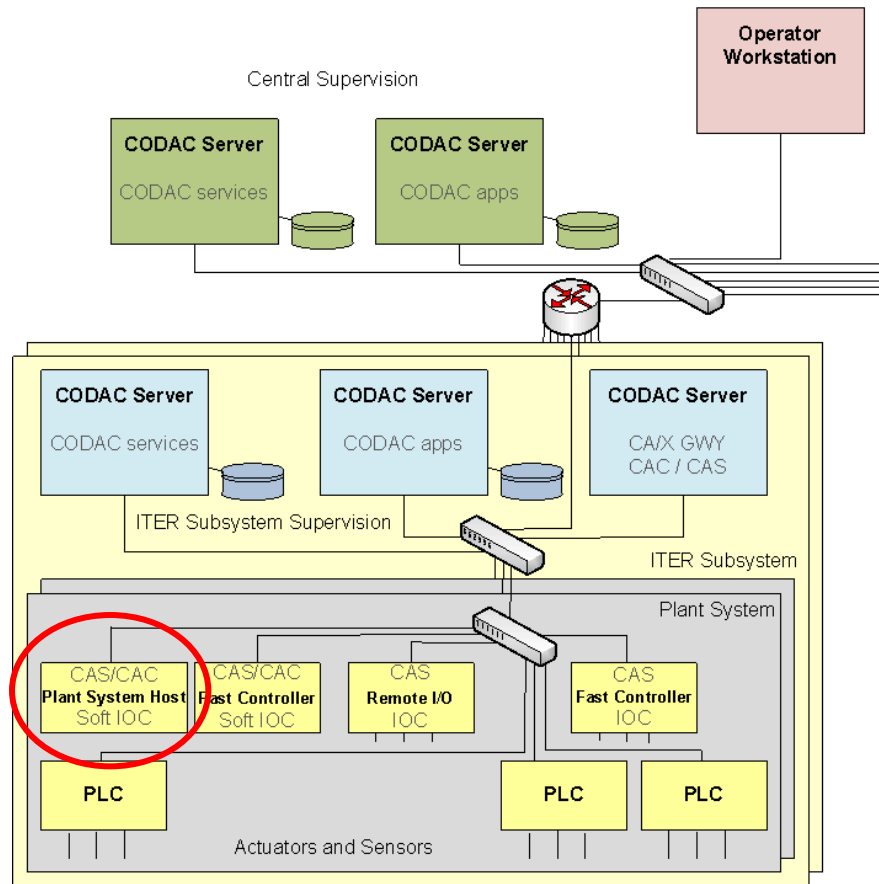 Operator
Workstation
Central Supervision
CODAC Server
CODAC services
CODAC Server
CODAC apps
CODAC Server
CODAC services
CODAC Server
CODAC apps
CODAC Server
CA/X GWY
CAC / CAS
ITER Subsystem Supervision
ITER Subsystem
Plant System
CAS/CAC
Plant System Host
Soft IOC
CAS/CAC
Fast Controller
Soft IOC
CAS
Remote I/O
IOC
CAS
Fast Controller
IOC
PLC
PLC
PLC
Actuators and Sensors